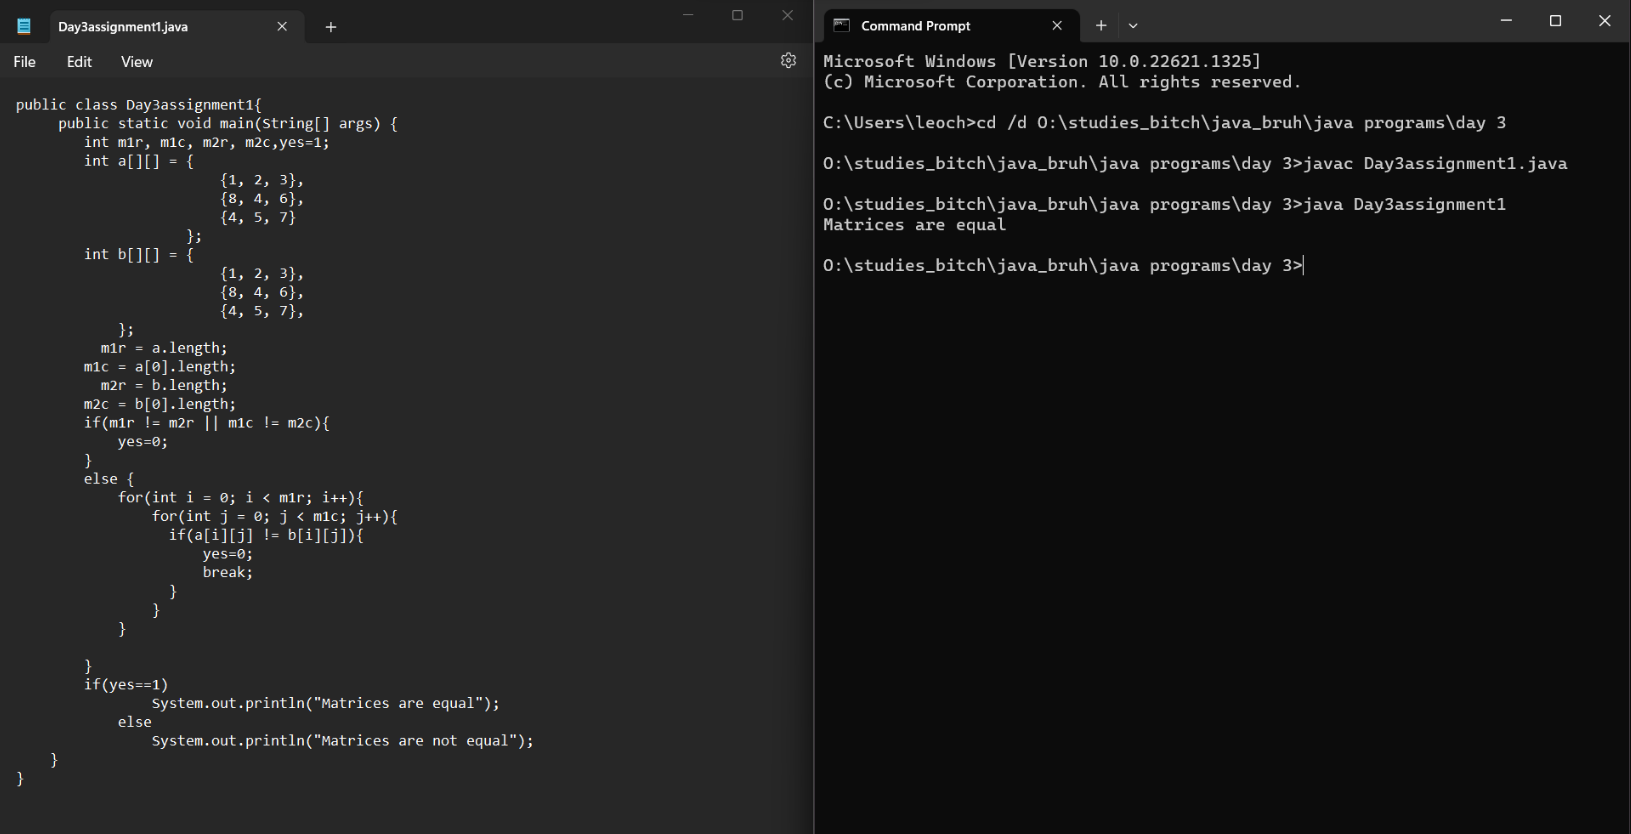 Day3assignment1.java
File Edit View
public class Day3assignment1{
public static void main(String[] args) {
int m1r, m1c, m2r, m2c,yes=1;
int a[][] = {
{1, 2, 3},
{8, 4, 6},
{4, 5, 7}
};
int b[][] = {
{1, 2, 3},
{8, 4, 6},
{4, 5, 7},
};
m1r = a.length;
m1c = a[0].length;
m2r = b.length;
m2c = b[0].length;
if(m1r != m2r || m1c != m2c){
yes=0;
}
else {
for(int i = 0; i < m1r; i++){
for(int j = 0; j < m1c; j++){
if(a[i][j] != b[i][j]){
yes=0;
break;
}
}
}
}
if(yes==1)
System.out.println("Matrices are equal");
else
System.out.println("Matrices are not equal");
}
}
Command Prompt
Microsoft Windows [Version 10.0.22621.1325]
(c) Microsoft Corporation. All rights reserved.
C:\Users\leoch>cd /d O:\studies_bitch\java_bruh\java programs\day 3
O:\studies_bitch\java_bruh\java programs\day 3>javac Day3assignment1.java
O:\studies_bitch\java_bruh\java programs\day 3>java Day3assignment1
Matrices are equal
O:\studies_bitch\java_bruh\java programs\day 3>